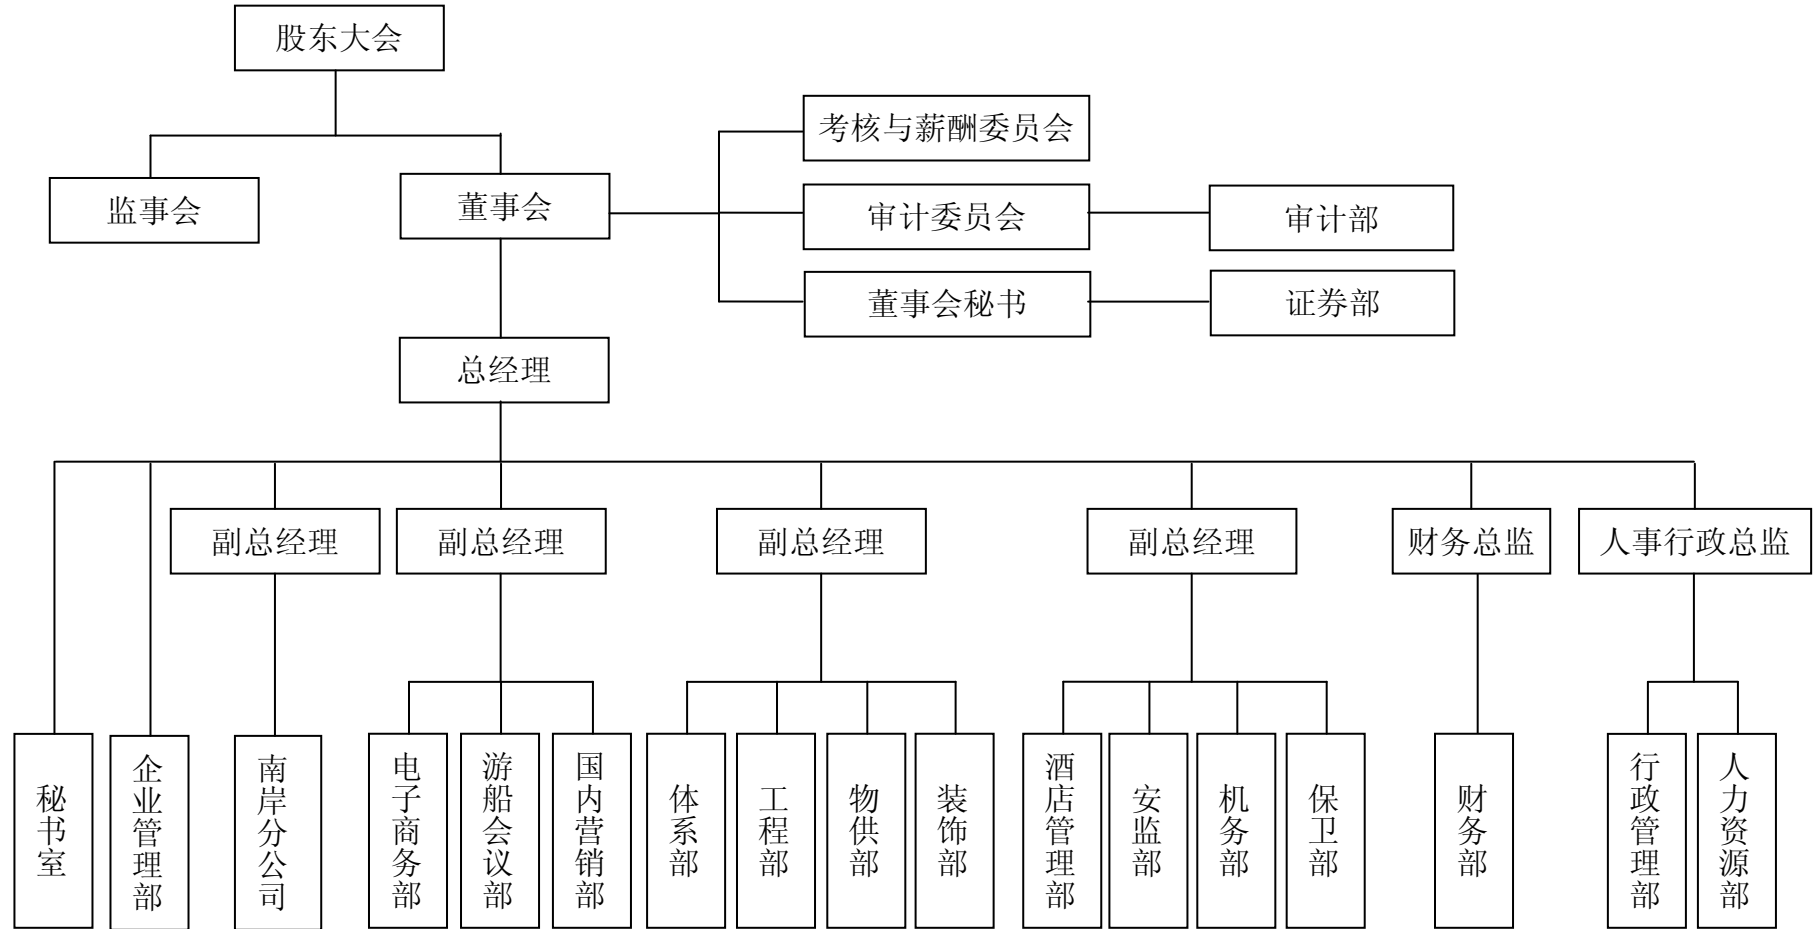 股东大会
考核与薪酬委员会
监事会
董事会
审计委员会
审计部
董事会秘书
证券部
总经理
副总经理
副总经理
副总经理
副总经理
财务总监
人事行政总监
秘书室
企业管理部
南岸分公司
电子商务部
游船会议部
国内营销部
体系部
工程部
物供部
装饰部
酒店管理部
安监部
机务部
保卫部
财务部
行政管理部
人力资源部